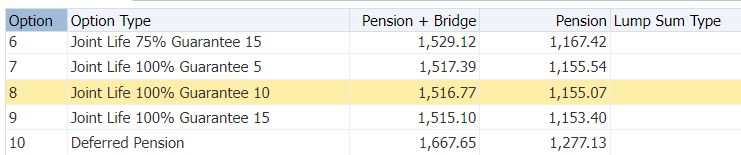 Option Option Type Pension + Bridge Pension Lump Sum Type
6 Joint Life 75% Guarantee 15 1,529.12 1,167.42
7 Joint Life 100% Guarantee 5 1,517.39 1,155.54
8 Joint Life 100% Guarantee 10 1,516.77 1,155.07
9 Joint Life 100% Guarantee 15 1,515.10 1,153.40
10 Deferred Pension 1,667.65 1,277.13